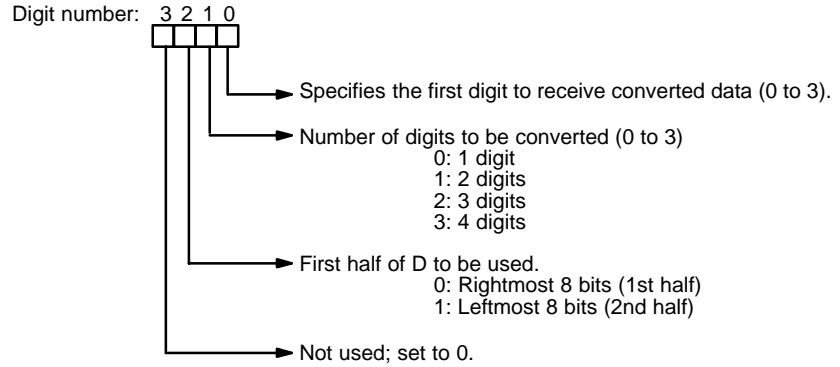 Digit number: 3 2 1 0
Specifies the first digit to receive converted data (0 to 3).
Number of digits to be converted (0 to 3)
0: 1 digit
1: 2 digits
2: 3 digits
3: 4 digits
First half of D to be used.
0: Rightmost 8 bits (1st half)
1: Leftmost 8 bits (2nd half)
Not used; set to 0.